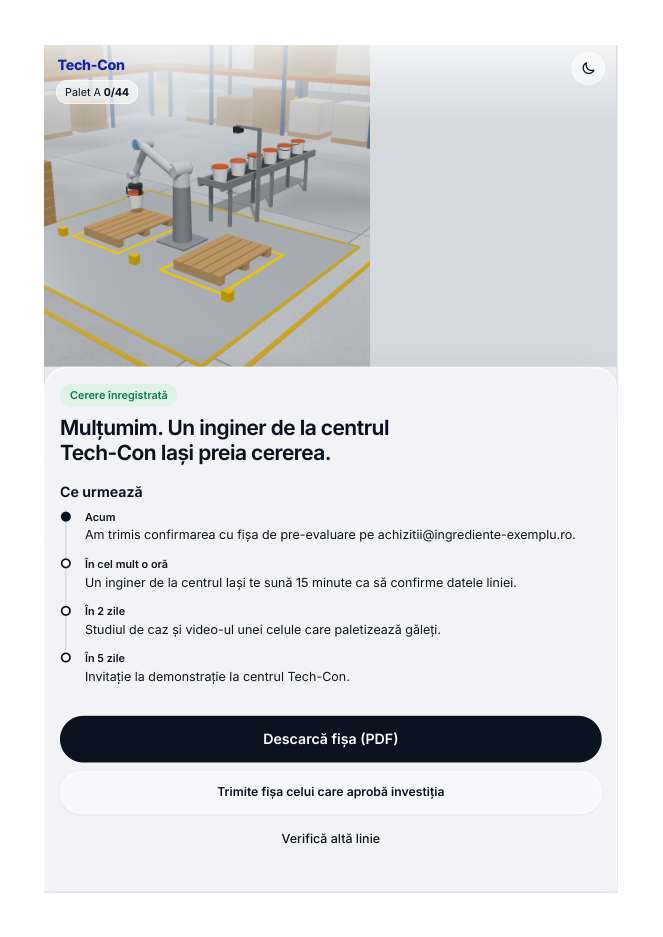 Tech-Con
Palet A 0/44
Cerere înregistrată
Mulțumim. Un inginer de la centrul
Tech-Con Iași preia cererea.
Ce urmează
Acum
Am trimis confirmarea cu fișa de pre-evaluare pe achizitii@ingrediente-exemplu.ro.
În cel mult o oră
Un inginer de la centrul Iași te sună 15 minute ca să confirme datele liniei.
În 2 zile
Studiul de caz și video-ul unei celule care paletizează găleți.
În 5 zile
Invitație la demonstrație la centrul Tech-Con.
Descarcă fișa (PDF)
Trimite fișa celui care aprobă investiția
Verifică altă linie